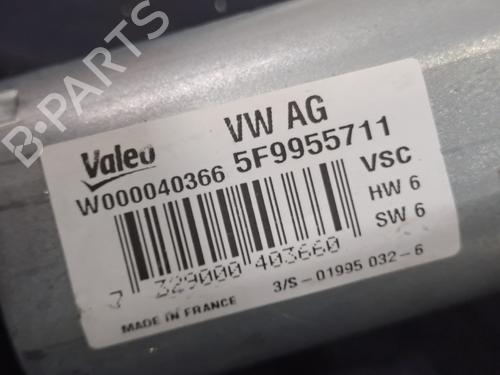 Valeo VW AG
W000040366 5F9955711
VSC
HW 6
SW 6
3 329000 403660
3/S - 01995 032 - 6
MADE IN FRANCE
B-PARTS